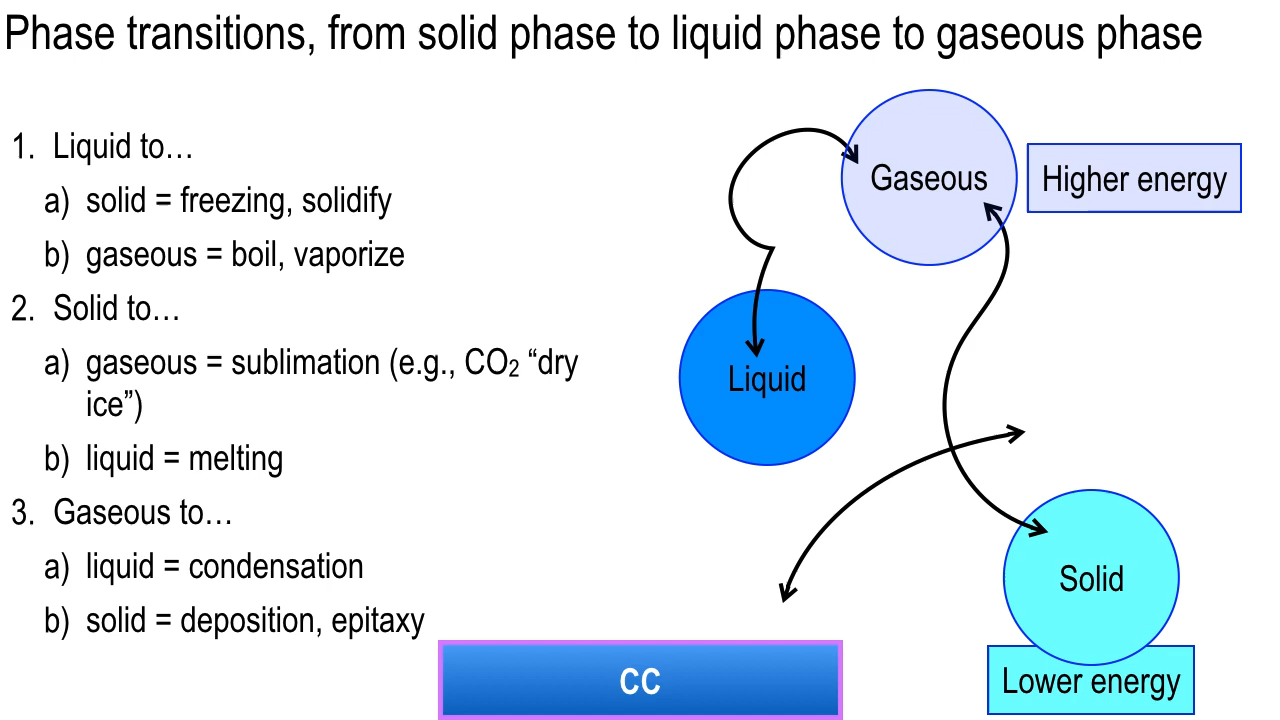 Phase transitions, from solid phase to liquid phase to gaseous phase
1. Liquid to…
a) solid = freezing, solidify
b) gaseous = boil, vaporize
2. Solid to…
a) gaseous = sublimation (e.g., CO₂ “dry
ice”)
b) liquid = melting
3. Gaseous to…
a) liquid = condensation
b) solid = deposition, epitaxy
Gaseous
Higher energy
Liquid
Solid
Lower energy
CC